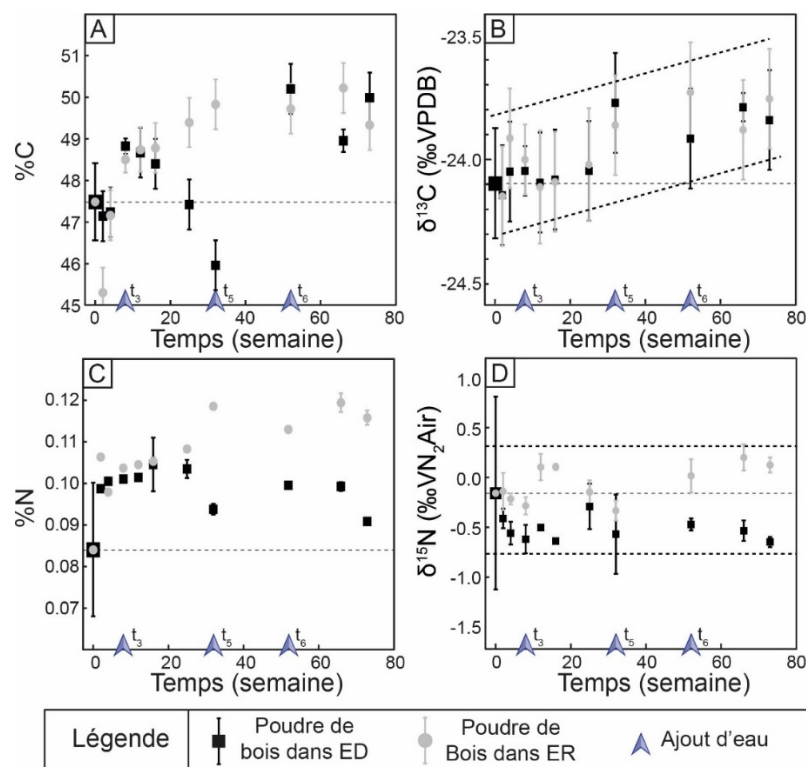 A
51
50
49
48
47
46
45
%C
t3
t5
t6
0
20
40
60
80
Temps (semaine)
B
-23.5
-24.0
-24.5
δ13C (‰VPDB)
t3
t5
t6
0
20
40
60
80
Temps (semaine)
C
0.12
0.11
0.10
0.09
0.08
0.07
%N
t3
t5
t6
0
20
40
60
80
Temps (semaine)
D
1.0
0.5
0.0
-0.5
-1.0
-1.5
δ15N (‰VN2Air)
t3
t5
t6
0
20
40
60
80
Temps (semaine)
Légende
Poudre de
bois dans ED
Poudre de
Bois dans ER
Ajout d'eau